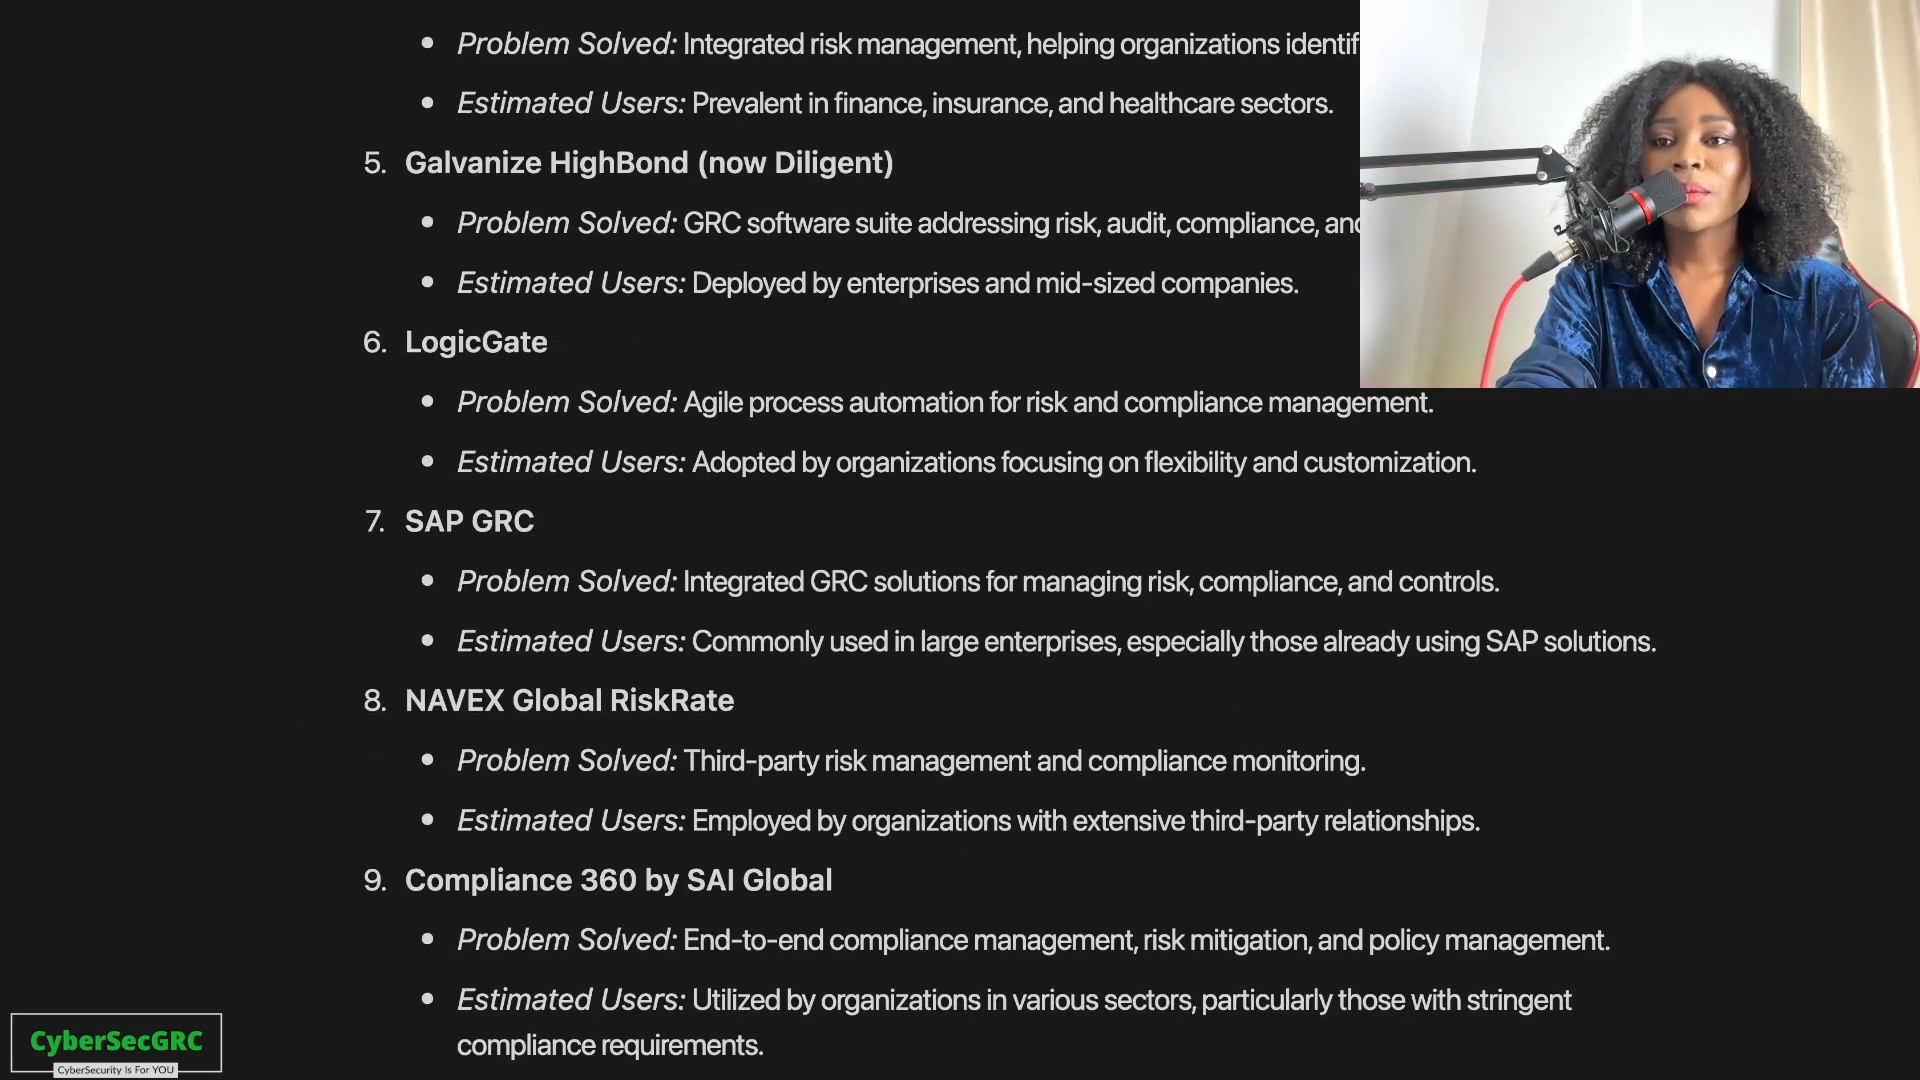 • Problem Solved: Integrated risk management, helping organizations
• Estimated Users: Prevalent in finance, insurance, and healthcare sectors.
5. Galvanize HighBond (now Diligent)
• Problem Solved: GRC software suite addressing risk, audit, compliance,
• Estimated Users: Deployed by enterprises and mid-sized companies.
6. LogicGate
• Problem Solved: Agile process automation for risk and compliance management.
• Estimated Users: Adopted by organizations focusing on flexibility and customization.
7. SAP GRC
• Problem Solved: Integrated GRC solutions for managing risk, compliance, and controls.
• Estimated Users: Commonly used in large enterprises, especially those already using SAP solutions.
8. NAVEX Global RiskRate
• Problem Solved: Third-party risk management and compliance monitoring.
• Estimated Users: Employed by organizations with extensive third-party relationships.
9. Compliance 360 by SAI Global
• Problem Solved: End-to-end compliance management, risk mitigation, and policy management.
• Estimated Users: Utilized by organizations in various sectors, particularly those with stringent
compliance requirements.
CyberSecGRC
CyberSecurity Is For YOU